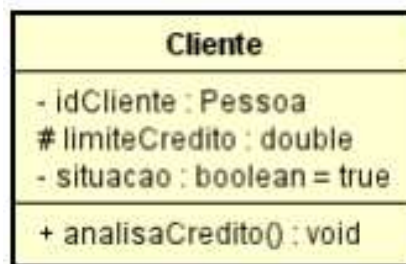 Cliente
- idCliente : Pessoa
# limiteCredito : double
- situacao : boolean = true
+ analisaCredito() : void